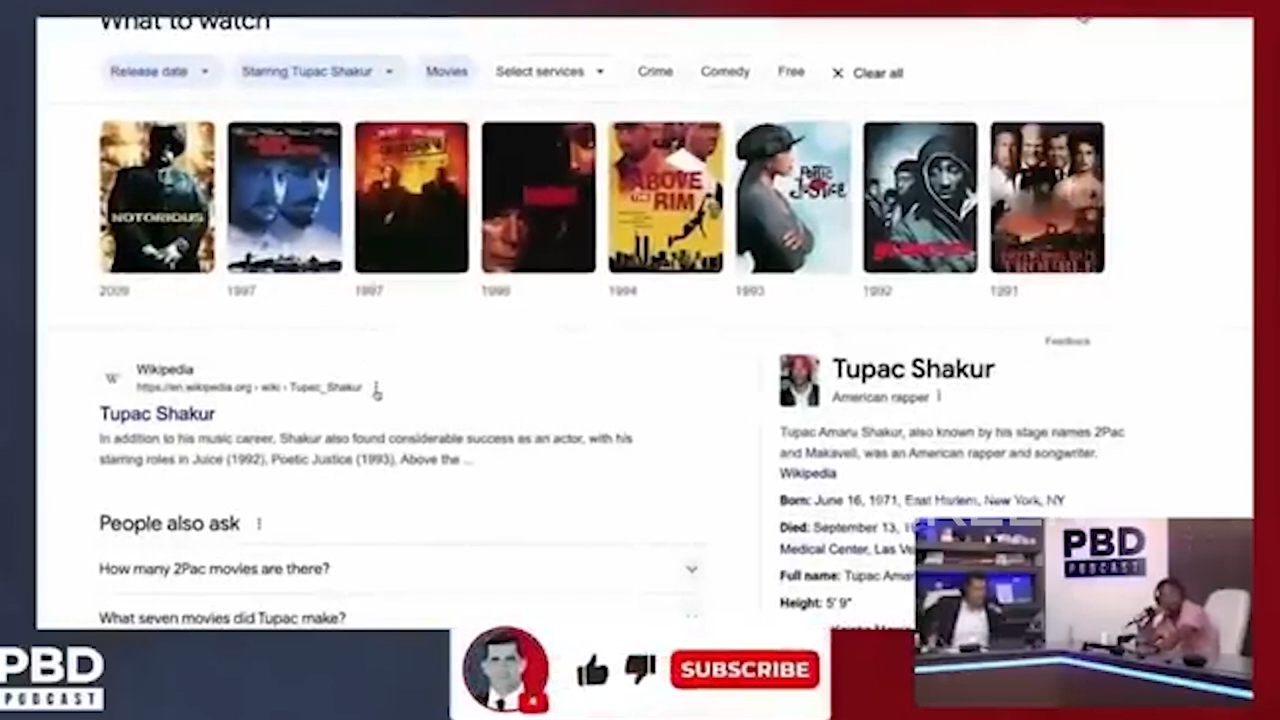 What to watch
Release date
Starring Tupac Shakur
Movies
Select services
Crime
Comedy
Free
Clear all
NOTORIOUS
ABOVE
THE RIM
POETIC
JUSTICE
TROUBLE
2009
1997
1997
1996
1994
1993
1992
1991
Feedback
W
Wikipedia
https://en.wikipedia.org › wiki › Tupac_Shakur
Tupac Shakur
In addition to his music career, Shakur also found considerable success as an actor, with his
starring roles in Juice (1992), Poetic Justice (1993), Above the ...
People also ask
How many 2Pac movies are there?
What seven movies did Tupac make?
Tupac Shakur
American rapper
Tupac Amaru Shakur, also known by his stage names 2Pac
and Makaveli, was an American rapper and songwriter.
Wikipedia
Born: June 16, 1971, East Harlem, New York, NY
Died: September 13,
Medical Center, Las Ve
Full name: Tupac Amar
Height: 5' 9"
PBD
PODCAST
PBD
PODCAST
SUBSCRIBE